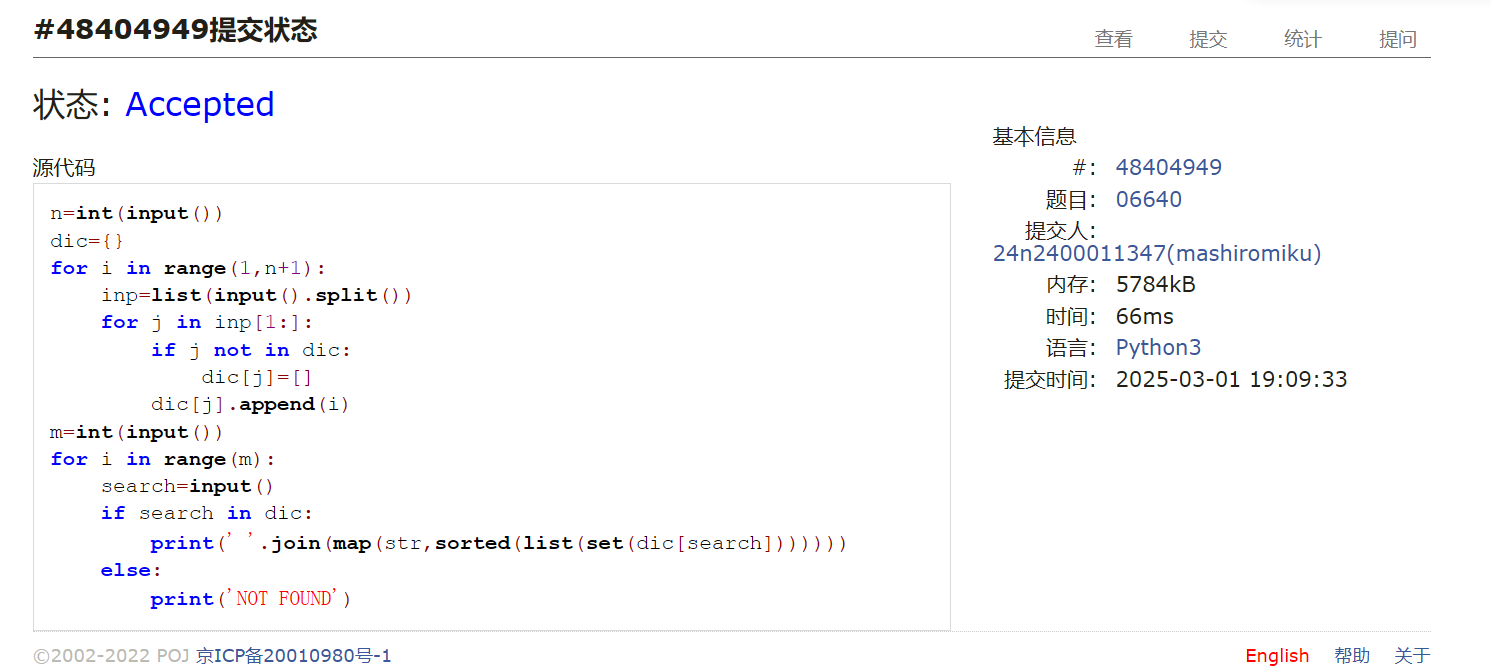 #48404949提交状态
查看 提交 统计 提问
状态: Accepted
源代码
n=int(input())
dic={}
for i in range(1,n+1):
    inp=list(input().split())
    for j in inp[1:]:
        if j not in dic:
            dic[j]=[]
        dic[j].append(i)
m=int(input())
for i in range(m):
    search=input()
    if search in dic:
        print(' '.join(map(str,sorted(list(set(dic[search]))))))
    else:
        print('NOT FOUND')
基本信息
#: 48404949
题目: 06640
提交人:
24n2400011347(mashiromiku)
内存: 5784kB
时间: 66ms
语言: Python3
提交时间: 2025-03-01 19:09:33
©2002-2022 POJ 京ICP备20010980号-1
English 帮助 关于